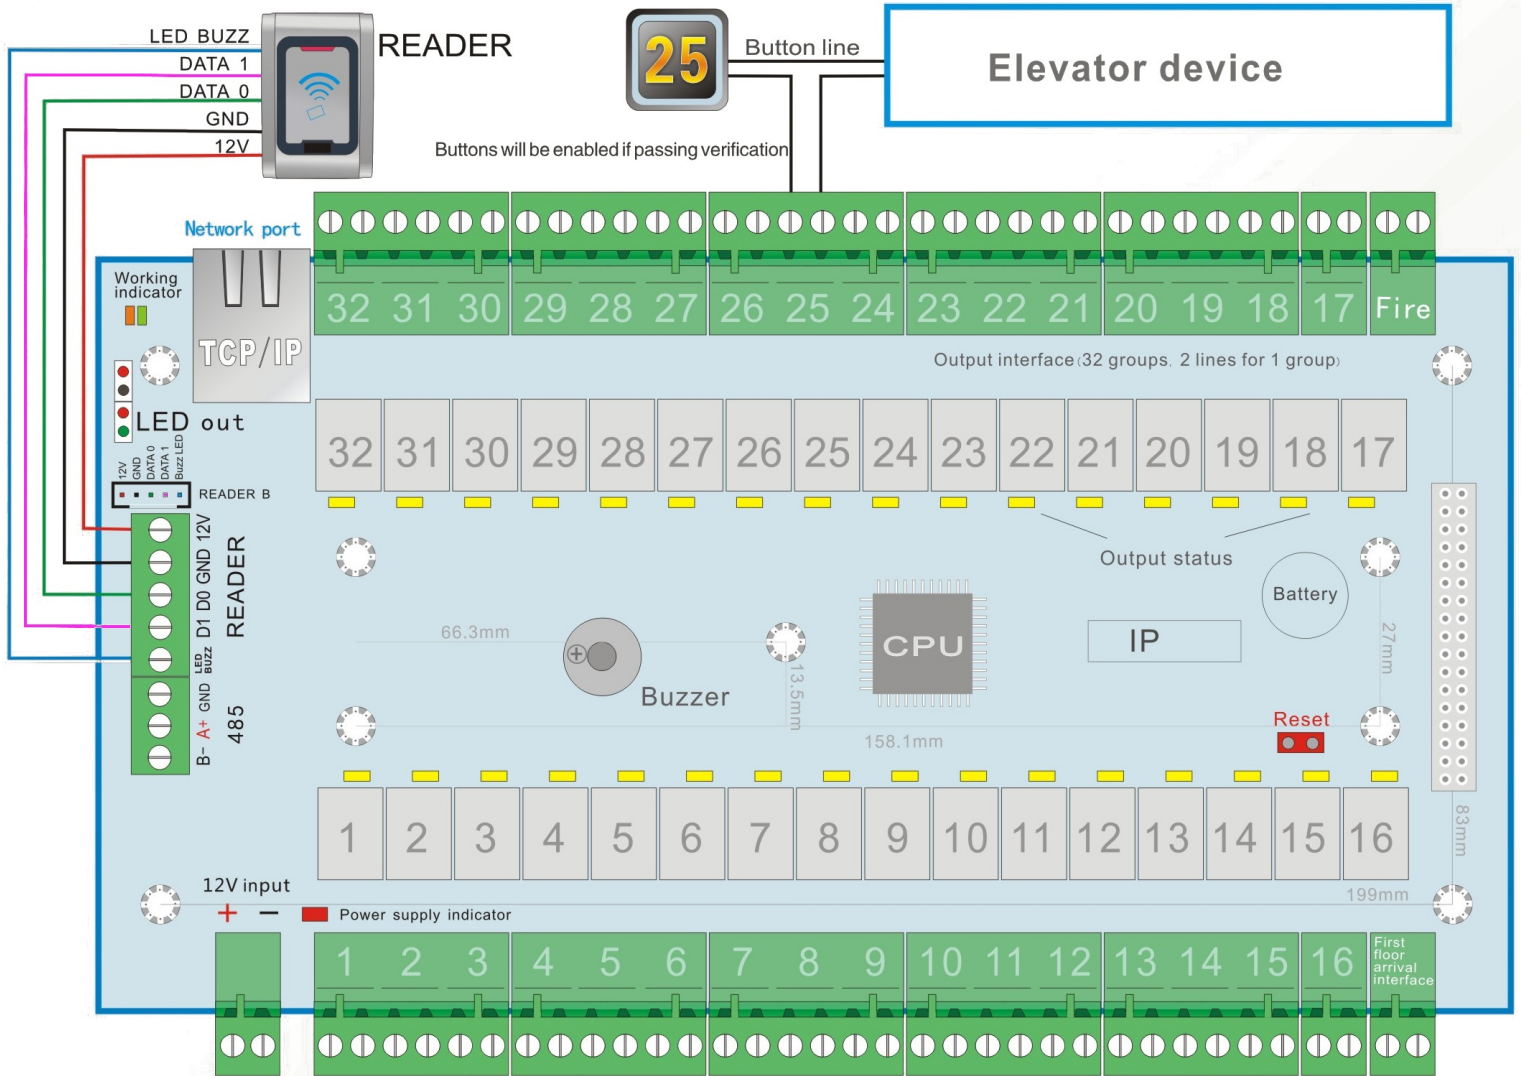 LED BUZZ
DATA 1
DATA 0
GND
12V
READER
25
Button line
Elevator device
Buttons will be enabled if passing verification
Network port
TCP/IP
Working
indicator
32 31 30 29 28 27 26 25 24 23 22 21 20 19 18 17 Fire
Output interface(32 groups, 2 lines for 1 group)
LED out
32 31 30 29 28 27 26 25 24 23 22 21 20 19 18 17
12V
GND
DATA 0
DATA 1
Buzz LED
READER B
12V
GND
D0
D1
LED
BUZZ
READER
GND
A+
B-
485
Output status
Battery
66.3mm
CPU
IP
27mm
Buzzer
13.5mm
158.1mm
Reset
83mm
1 2 3 4 5 6 7 8 9 10 11 12 13 14 15 16
12V input
+ −
Power supply indicator
199mm
1 2 3 4 5 6 7 8 9 10 11 12 13 14 15 16
First
floor
arrival
interface